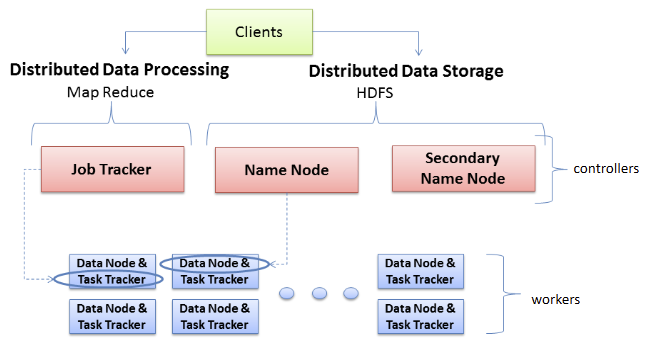 Clients
Distributed Data Processing
Map Reduce
Distributed Data Storage
HDFS
Job Tracker
Name Node
Secondary
Name Node
controllers
Data Node &
Task Tracker
Data Node &
Task Tracker
Data Node &
Task Tracker
Data Node &
Task Tracker
Data Node &
Task Tracker
Data Node &
Task Tracker
workers